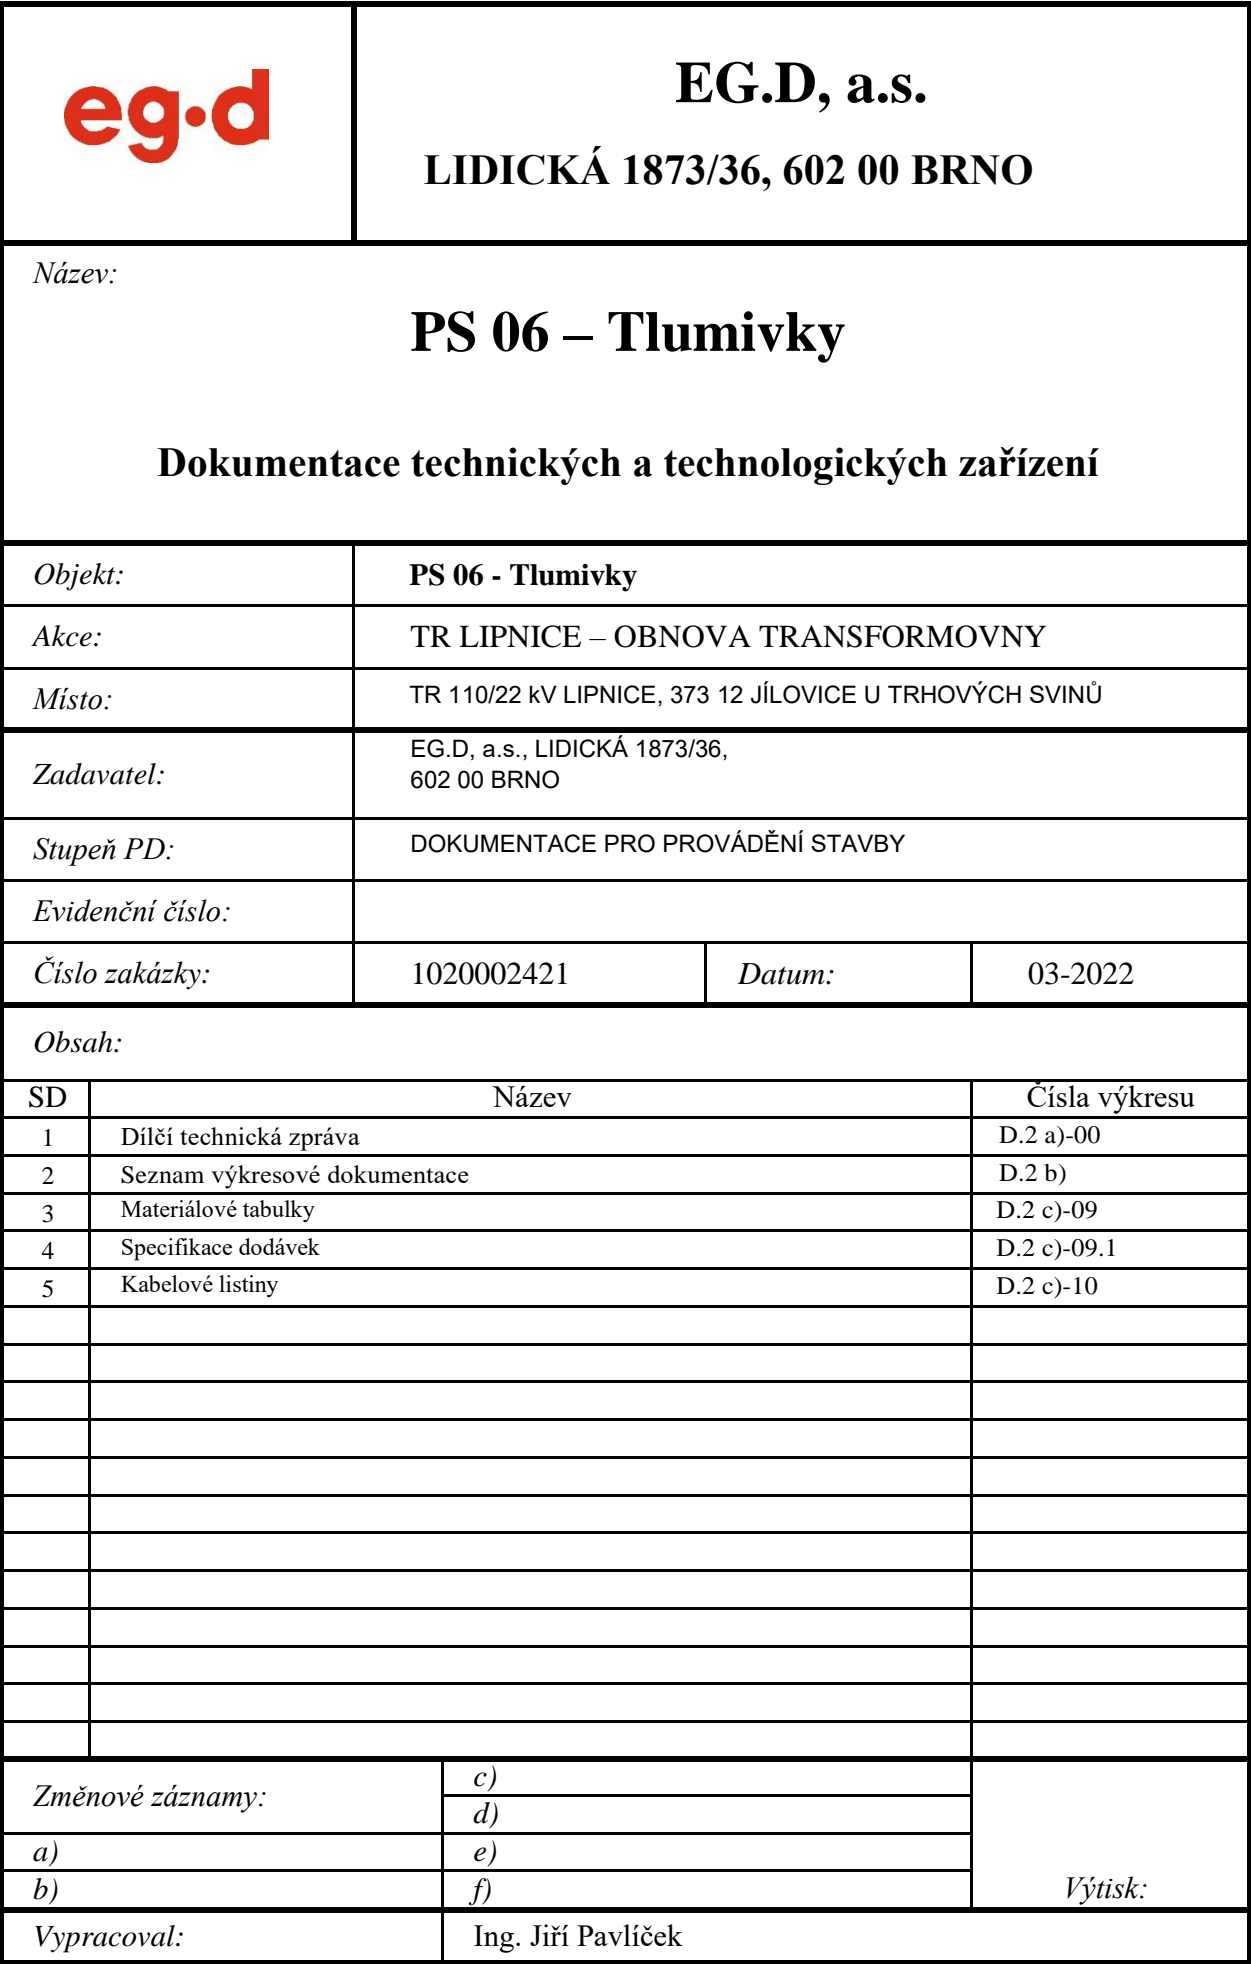 eg·d
EG.D, a.s.
LIDICKÁ 1873/36, 602 00 BRNO
Název:
PS 06 – Tlumivky
Dokumentace technických a technologických zařízení
Objekt: PS 06 - Tlumivky
Akce: TR LIPNICE – OBNOVA TRANSFORMOVNY
Místo: TR 110/22 kV LIPNICE, 373 12 JÍLOVICE U TRHOVÝCH SVINŮ
Zadavatel: EG.D, a.s., LIDICKÁ 1873/36,
602 00 BRNO
Stupeň PD: DOKUMENTACE PRO PROVÁDĚNÍ STAVBY
Evidenční číslo:
Číslo zakázky: 1020002421 Datum: 03-2022
Obsah:
SD Název Čísla výkresu
1 Dílčí technická zpráva D.2 a)-00
2 Seznam výkresové dokumentace D.2 b)
3 Materiálové tabulky D.2 c)-09
4 Specifikace dodávek D.2 c)-09.1
5 Kabelové listiny D.2 c)-10
Změnové záznamy: c)
d)
a) e)
b) f) Výtisk:
Vypracoval: Ing. Jiří Pavlíček